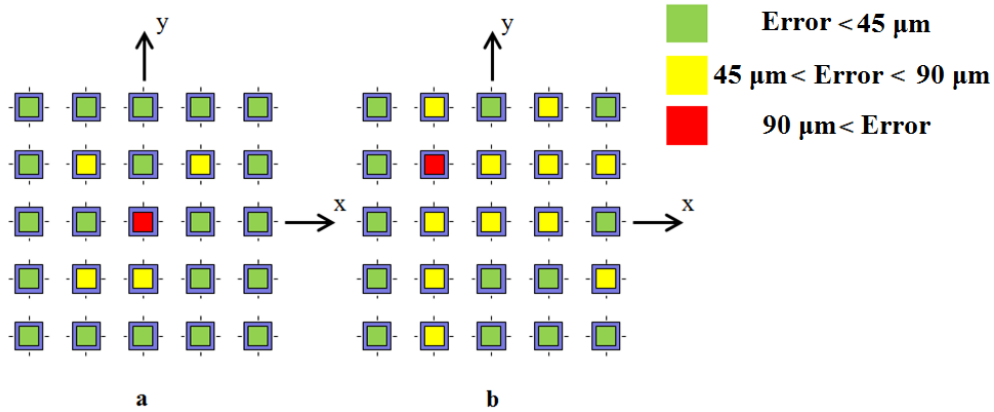 y
y
Error < 45 μm
45 μm < Error < 90 μm
90 μm < Error
x
x
a
b